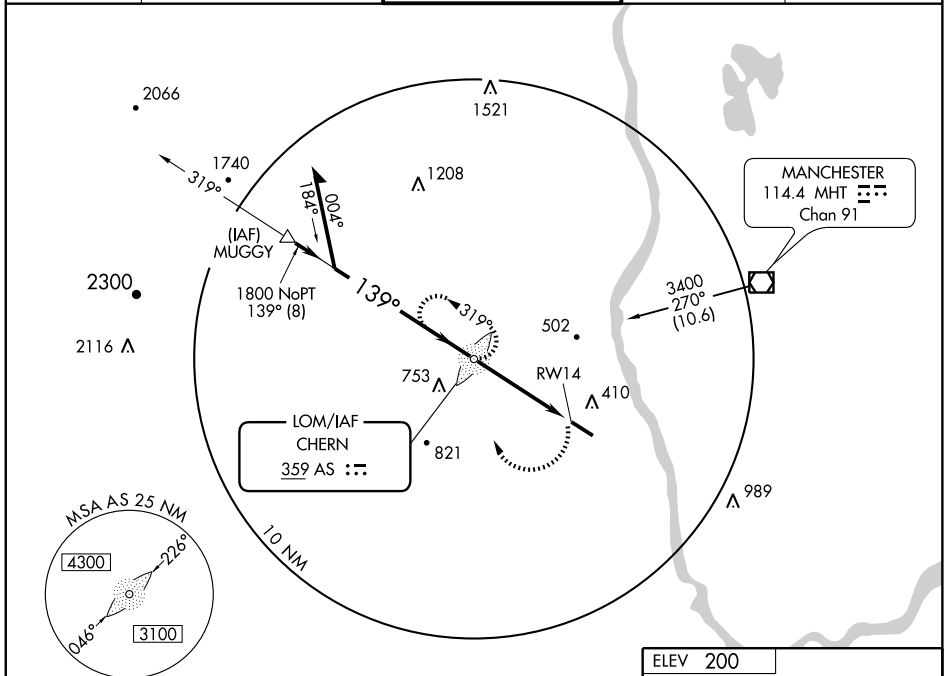 2066
1521
1740
1208
319°
004°
184°
(IAF)
MUGGY
MANCHESTER
114.4 MHT
Chan 91
2300
1800 NoPT
139° (8)
139°
319°
3400
270°
(10.6)
502
2116
753
RW14
410
LOM/IAF
CHERN
359 AS
821
989
10 NM
MSA AS 25 NM
4300
226°
046°
3100
ELEV 200